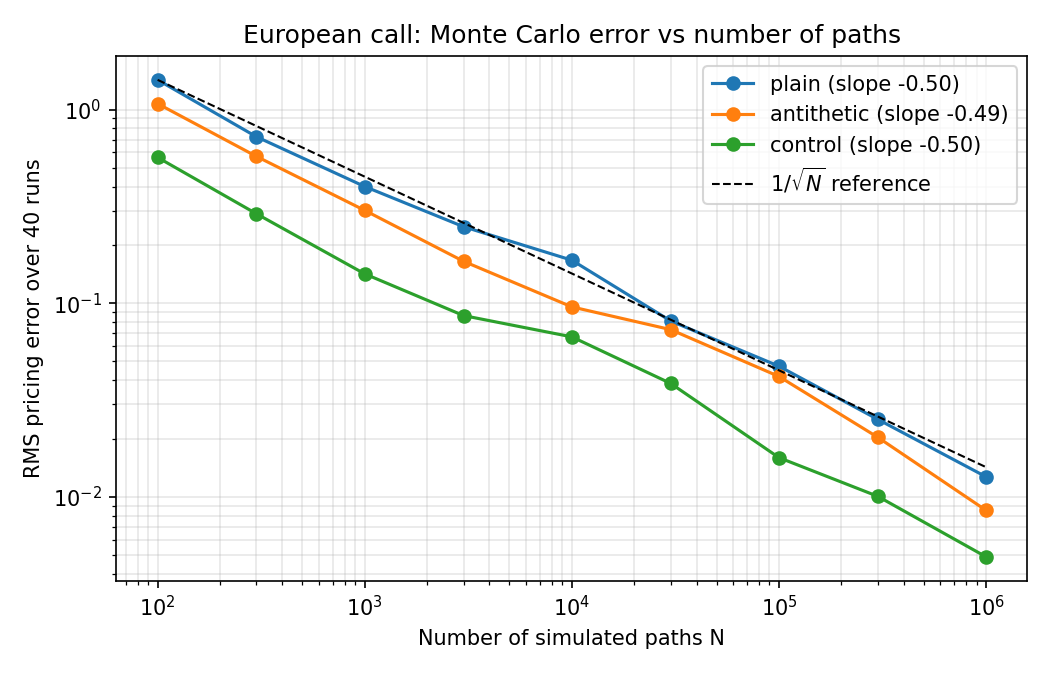 European call: Monte Carlo error vs number of paths
plain (slope -0.50)
antithetic (slope -0.49)
control (slope -0.50)
1/√N reference
RMS pricing error over 40 runs
10⁰
10⁻¹
10⁻²
10² 10³ 10⁴ 10⁵ 10⁶
Number of simulated paths N